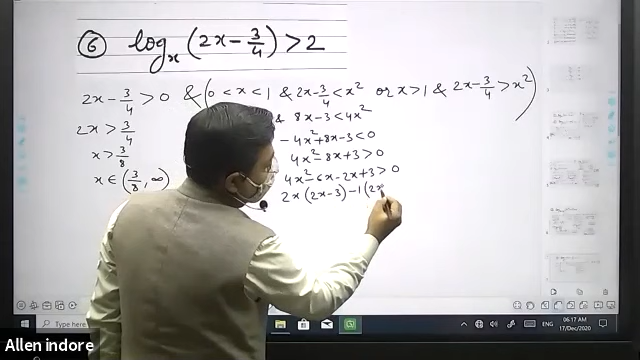 ⑥ logₓ (2x - 3/4) > 2
2x - 3/4 > 0 & (0 < x < 1 & 2x - 3/4 < x² or x > 1 & 2x - 3/4 > x²)
2x > 3/4 & 8x - 3 < 4x²
x > 3/8 - 4x² + 8x - 3 < 0
x ∈ (3/8, ∞) 4x² - 8x + 3 > 0
4x² - 6x - 2x + 3 > 0
2x (2x - 3) - 1 (2x
Type here to
ENG
06:17 AM
17/Dec/2020
Allen indore